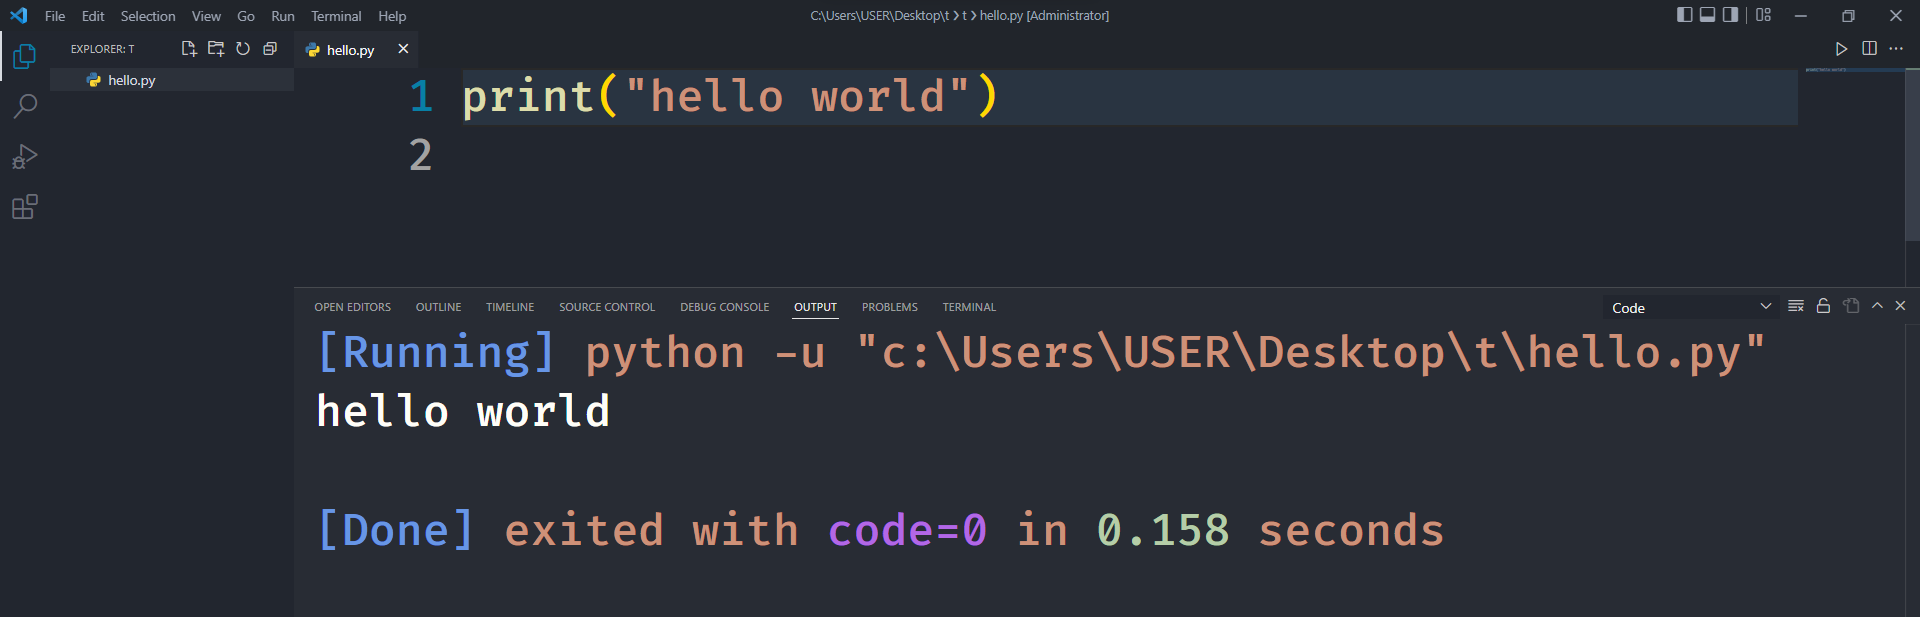 File Edit Selection View Go Run Terminal Help
C:\Users\USER\Desktop\t > t > hello.py [Administrator]
EXPLORER: T
hello.py
hello.py
1 print("hello world")
2
OPEN EDITORS OUTLINE TIMELINE SOURCE CONTROL DEBUG CONSOLE OUTPUT PROBLEMS TERMINAL
Code
[Running] python -u "c:\Users\USER\Desktop\t\hello.py"
hello world
[Done] exited with code=0 in 0.158 seconds